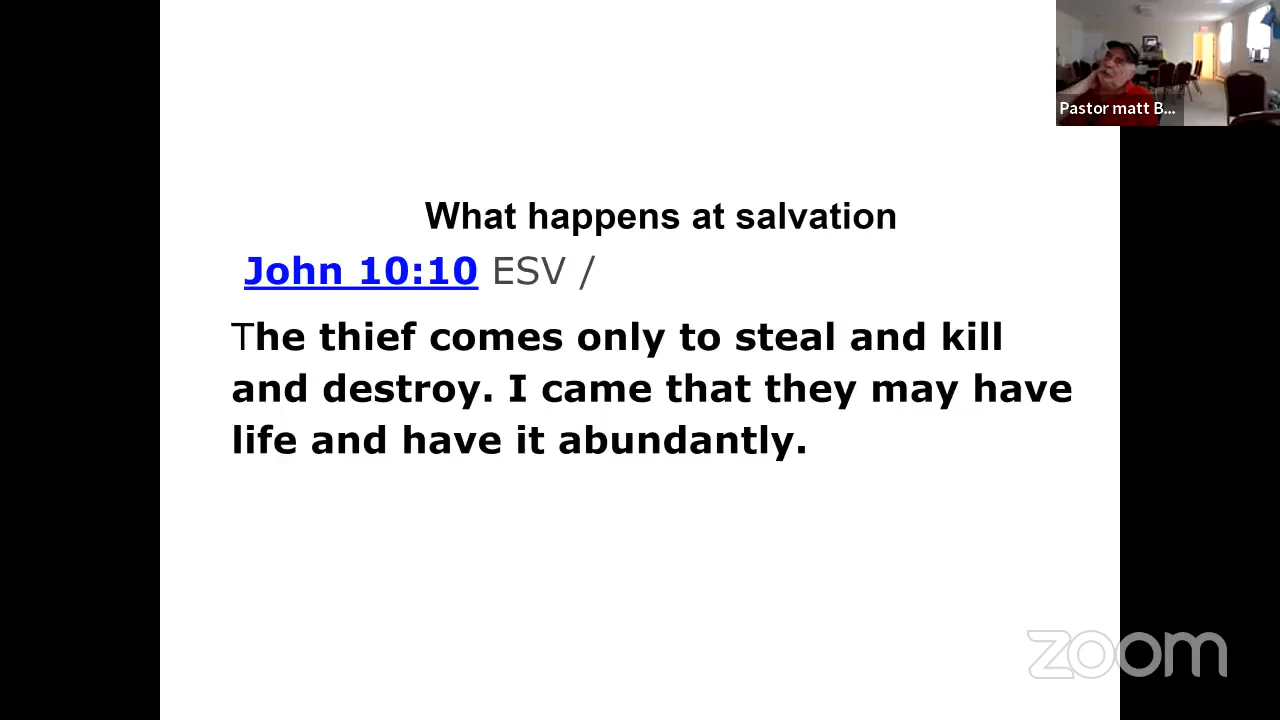 Pastor matt B...
What happens at salvation
John 10:10 ESV /
The thief comes only to steal and kill
and destroy. I came that they may have
life and have it abundantly.
zoom